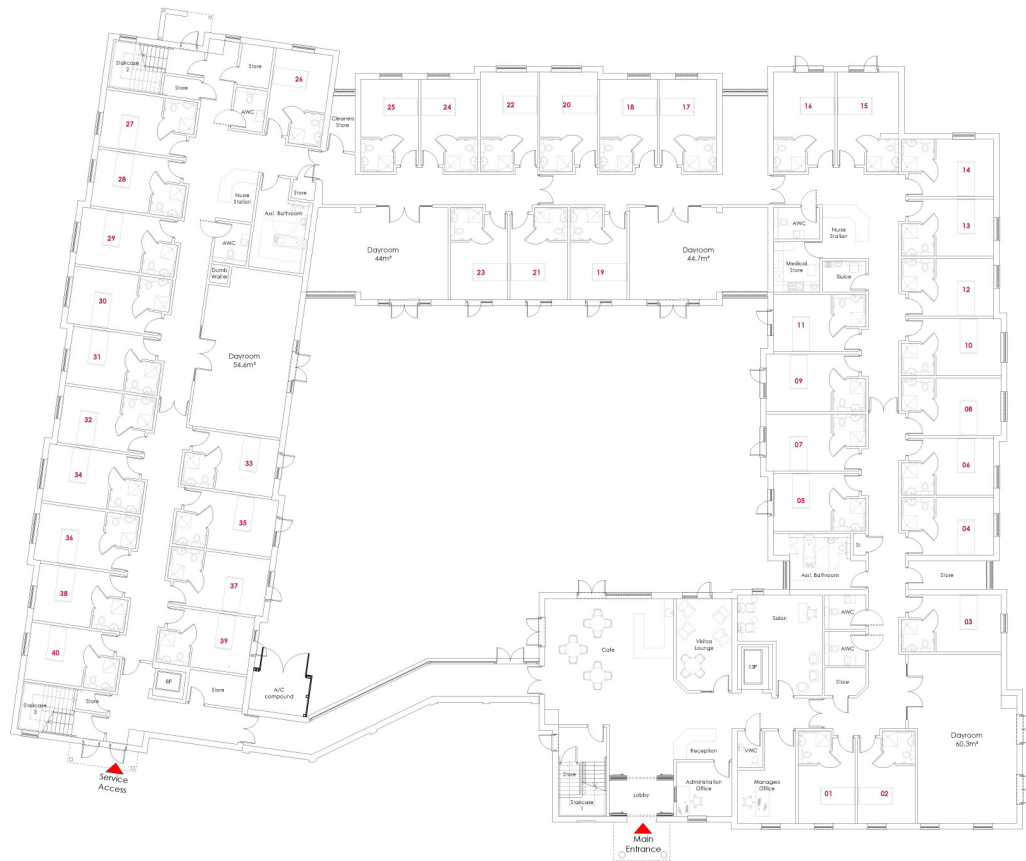 Staircase
2
Store
Store
26
AWC
Cleaners
Store
25
24
22
20
18
17
16
15
27
28
14
Nurse
Station
Store
Asst. Bathroom
29
AWC
Dumb
Waiter
Dayroom
44m²
23
21
19
Dayroom
44.7m²
AWC
Nurse
Station
13
Medical
Store
Sluice
12
30
11
10
31
Dayroom
54.6m²
09
08
32
33
07
06
34
35
05
04
36
St.
37
Asst. Bathroom
Store
38
39
Cafe
Visitors
Lounge
Salon
AWC
AWC
03
40
8P
Store
A/C
compound
13P
Store
Staircase
3
Store
Service
Access
Reception
VWC
Dayroom
60.3m²
Store
Staircase
1
Lobby
Administration
Office
Managers
Office
01
02
Main
Entrance